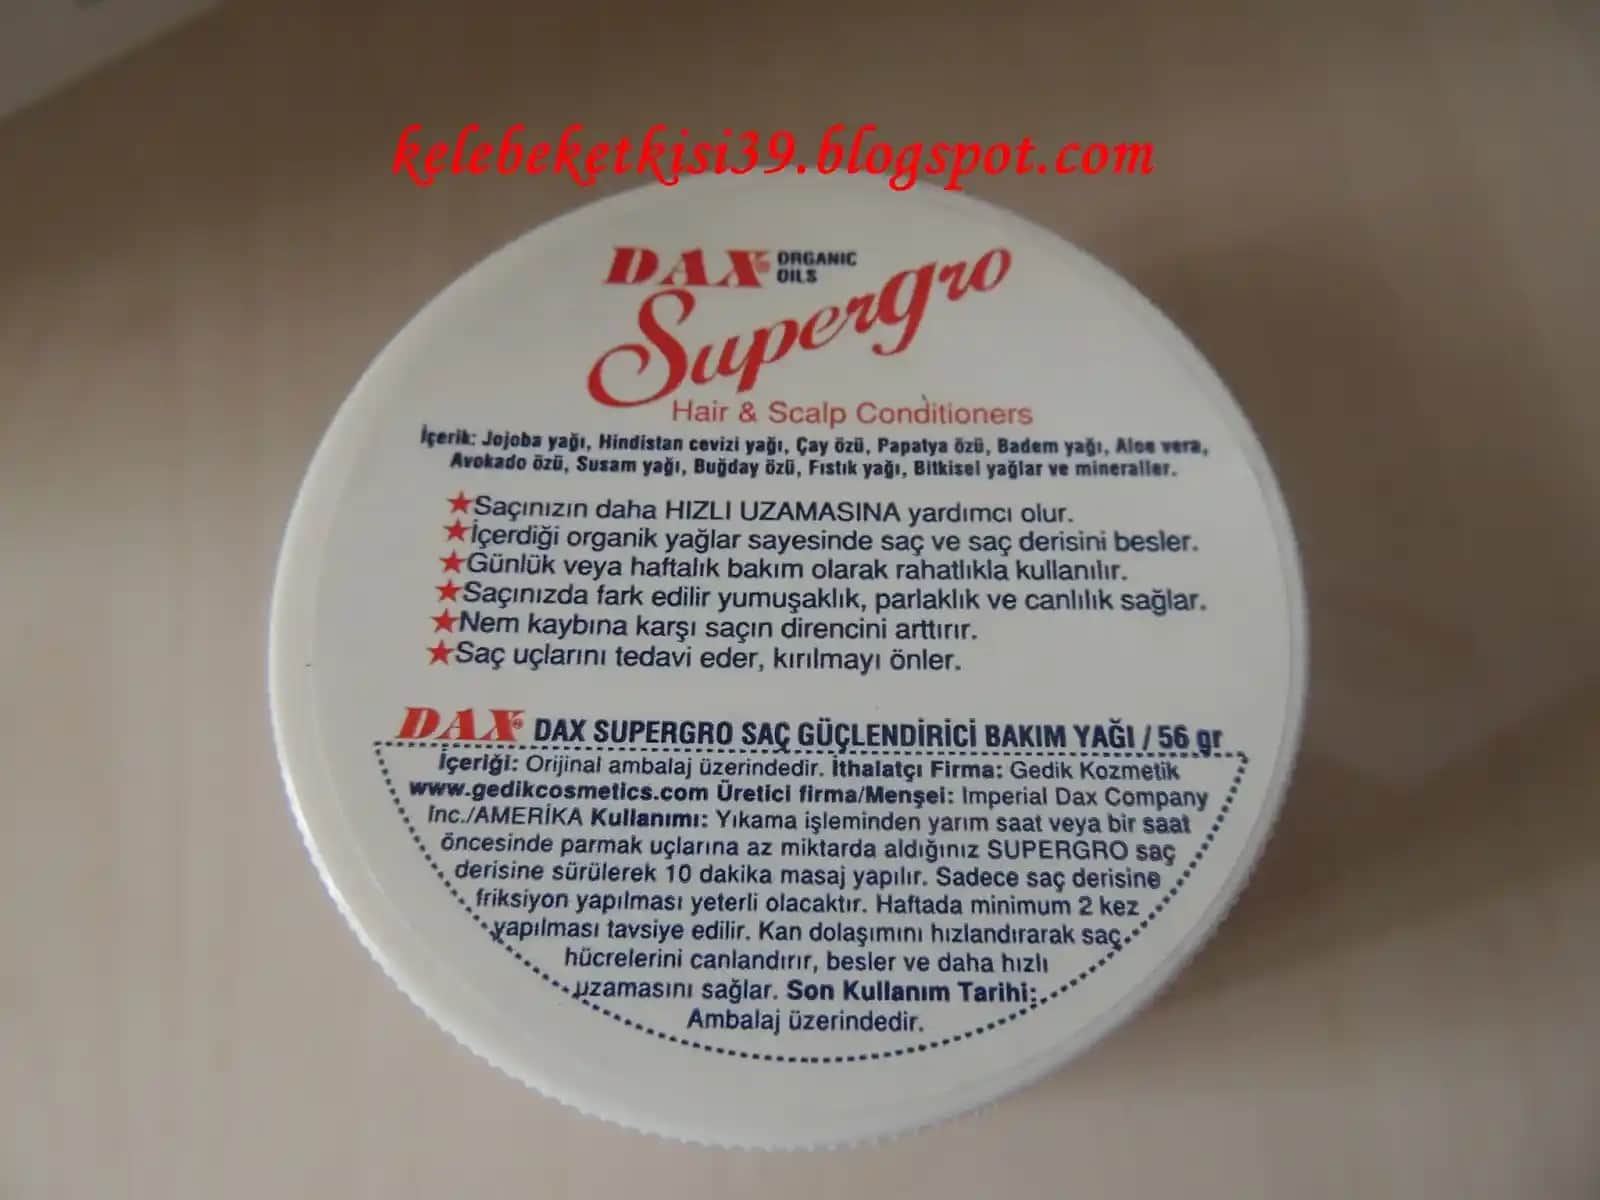 kelebeketkisi39.blogspot.com
DAX® ORGANIC
OILS
Supergro
Hair & Scalp Conditioners
İçerik: Jojoba yağı, Hindistan cevizi yağı, Çay özü, Papatya özü, Badem yağı, Aloe vera,
Avokado özü, Susam yağı, Buğday özü, Fıstık yağı, Bitkisel yağlar ve mineraller.
★Saçınızın daha HIZLI UZAMASINA yardımcı olur.
★İçerdiği organik yağlar sayesinde saç ve saç derisini besler.
★Günlük veya haftalık bakım olarak rahatlıkla kullanılır.
★Saçınızda fark edilir yumuşaklık, parlaklık ve canlılık sağlar.
★Nem kaybına karşı saçın direncini arttırır.
★Saç uçlarını tedavi eder, kırılmayı önler.
DAX® DAX SUPERGRO SAÇ GÜÇLENDİRİCİ BAKIM YAĞI / 56 gr
İçeriği: Orijinal ambalaj üzerindedir. İthalatçı Firma: Gedik Kozmetik
www.gedikcosmetics.com Üretici firma/Menşei: Imperial Dax Company
Inc./AMERİKA Kullanımı: Yıkama işleminden yarım saat veya bir saat
öncesinde parmak uçlarına az miktarda aldığınız SUPERGRO saç
derisine sürülerek 10 dakika masaj yapılır. Sadece saç derisine
friksiyon yapılması yeterli olacaktır. Haftada minimum 2 kez
yapılması tavsiye edilir. Kan dolaşımını hızlandırarak saç
hücrelerini canlandırır, besler ve daha hızlı
uzamasını sağlar. Son Kullanım Tarihi:
Ambalaj üzerindedir.